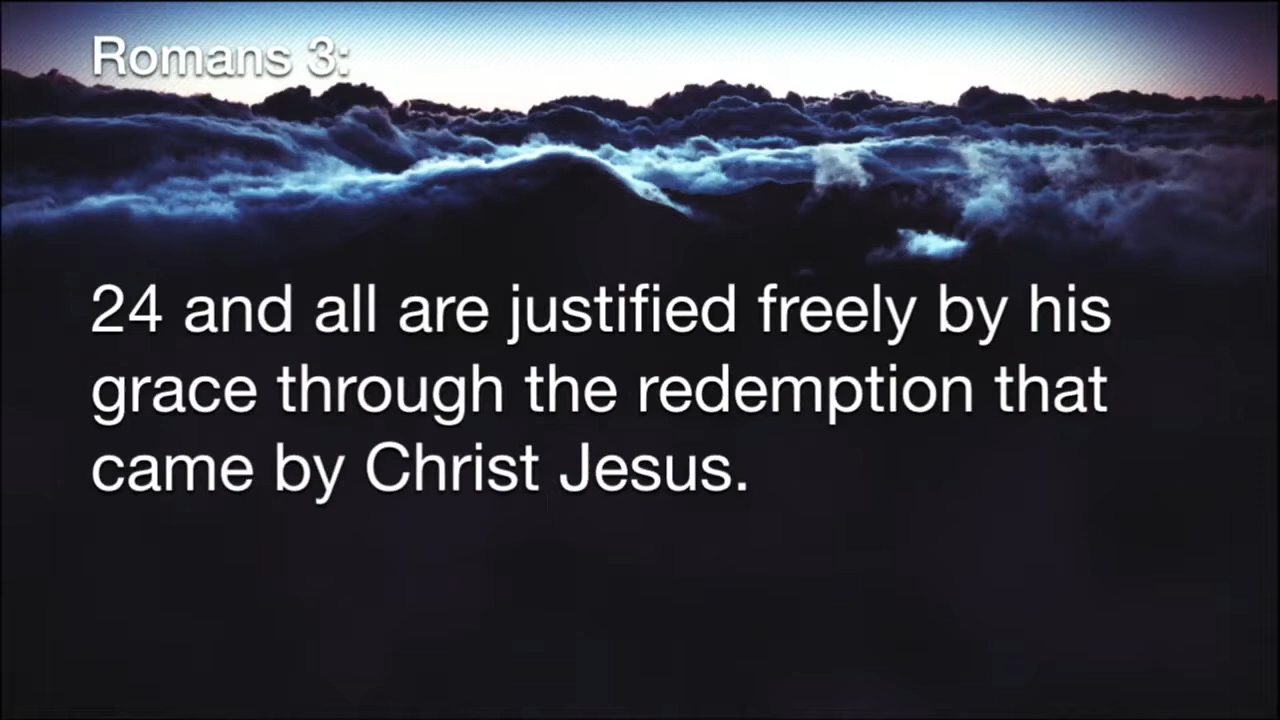 Romans 3:
24 and all are justified freely by his
grace through the redemption that
came by Christ Jesus.